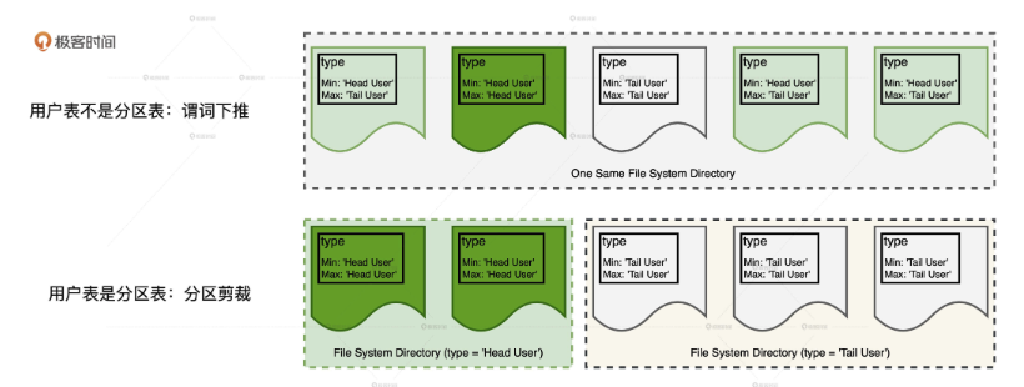 极客时间
用户表不是分区表：谓词下推
type
Min: 'Head User'
Max: 'Tail User'
type
Min: 'Head User'
Max: 'Head User'
type
Min: 'Tail User'
Max: 'Tail User'
type
Min: 'Head User'
Max: 'Tail User'
type
Min: 'Head User'
Max: 'Tail User'
One Same File System Directory
用户表是分区表：分区剪裁
type
Min: 'Head User'
Max: 'Head User'
type
Min: 'Head User'
Max: 'Head User'
type
Min: 'Tail User'
Max: 'Tail User'
type
Min: 'Tail User'
Max: 'Tail User'
type
Min: 'Tail User'
Max: 'Tail User'
File System Directory (type = 'Head User')
File System Directory (type = 'Tail User')